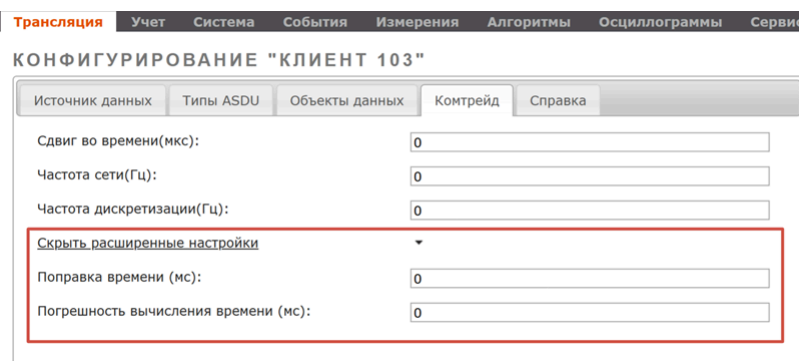 Трансляция Учет Система События Измерения Алгоритмы Осциллограммы Сервис
КОНФИГУРИРОВАНИЕ "КЛИЕНТ 103"
Источник данных Типы ASDU Объекты данных Комтрейд Справка
Сдвиг во времени(мкс): 0
Частота сети(Гц): 0
Частота дискретизации(Гц): 0
Скрыть расширенные настройки
Поправка времени (мс): 0
Погрешность вычисления времени (мс): 0